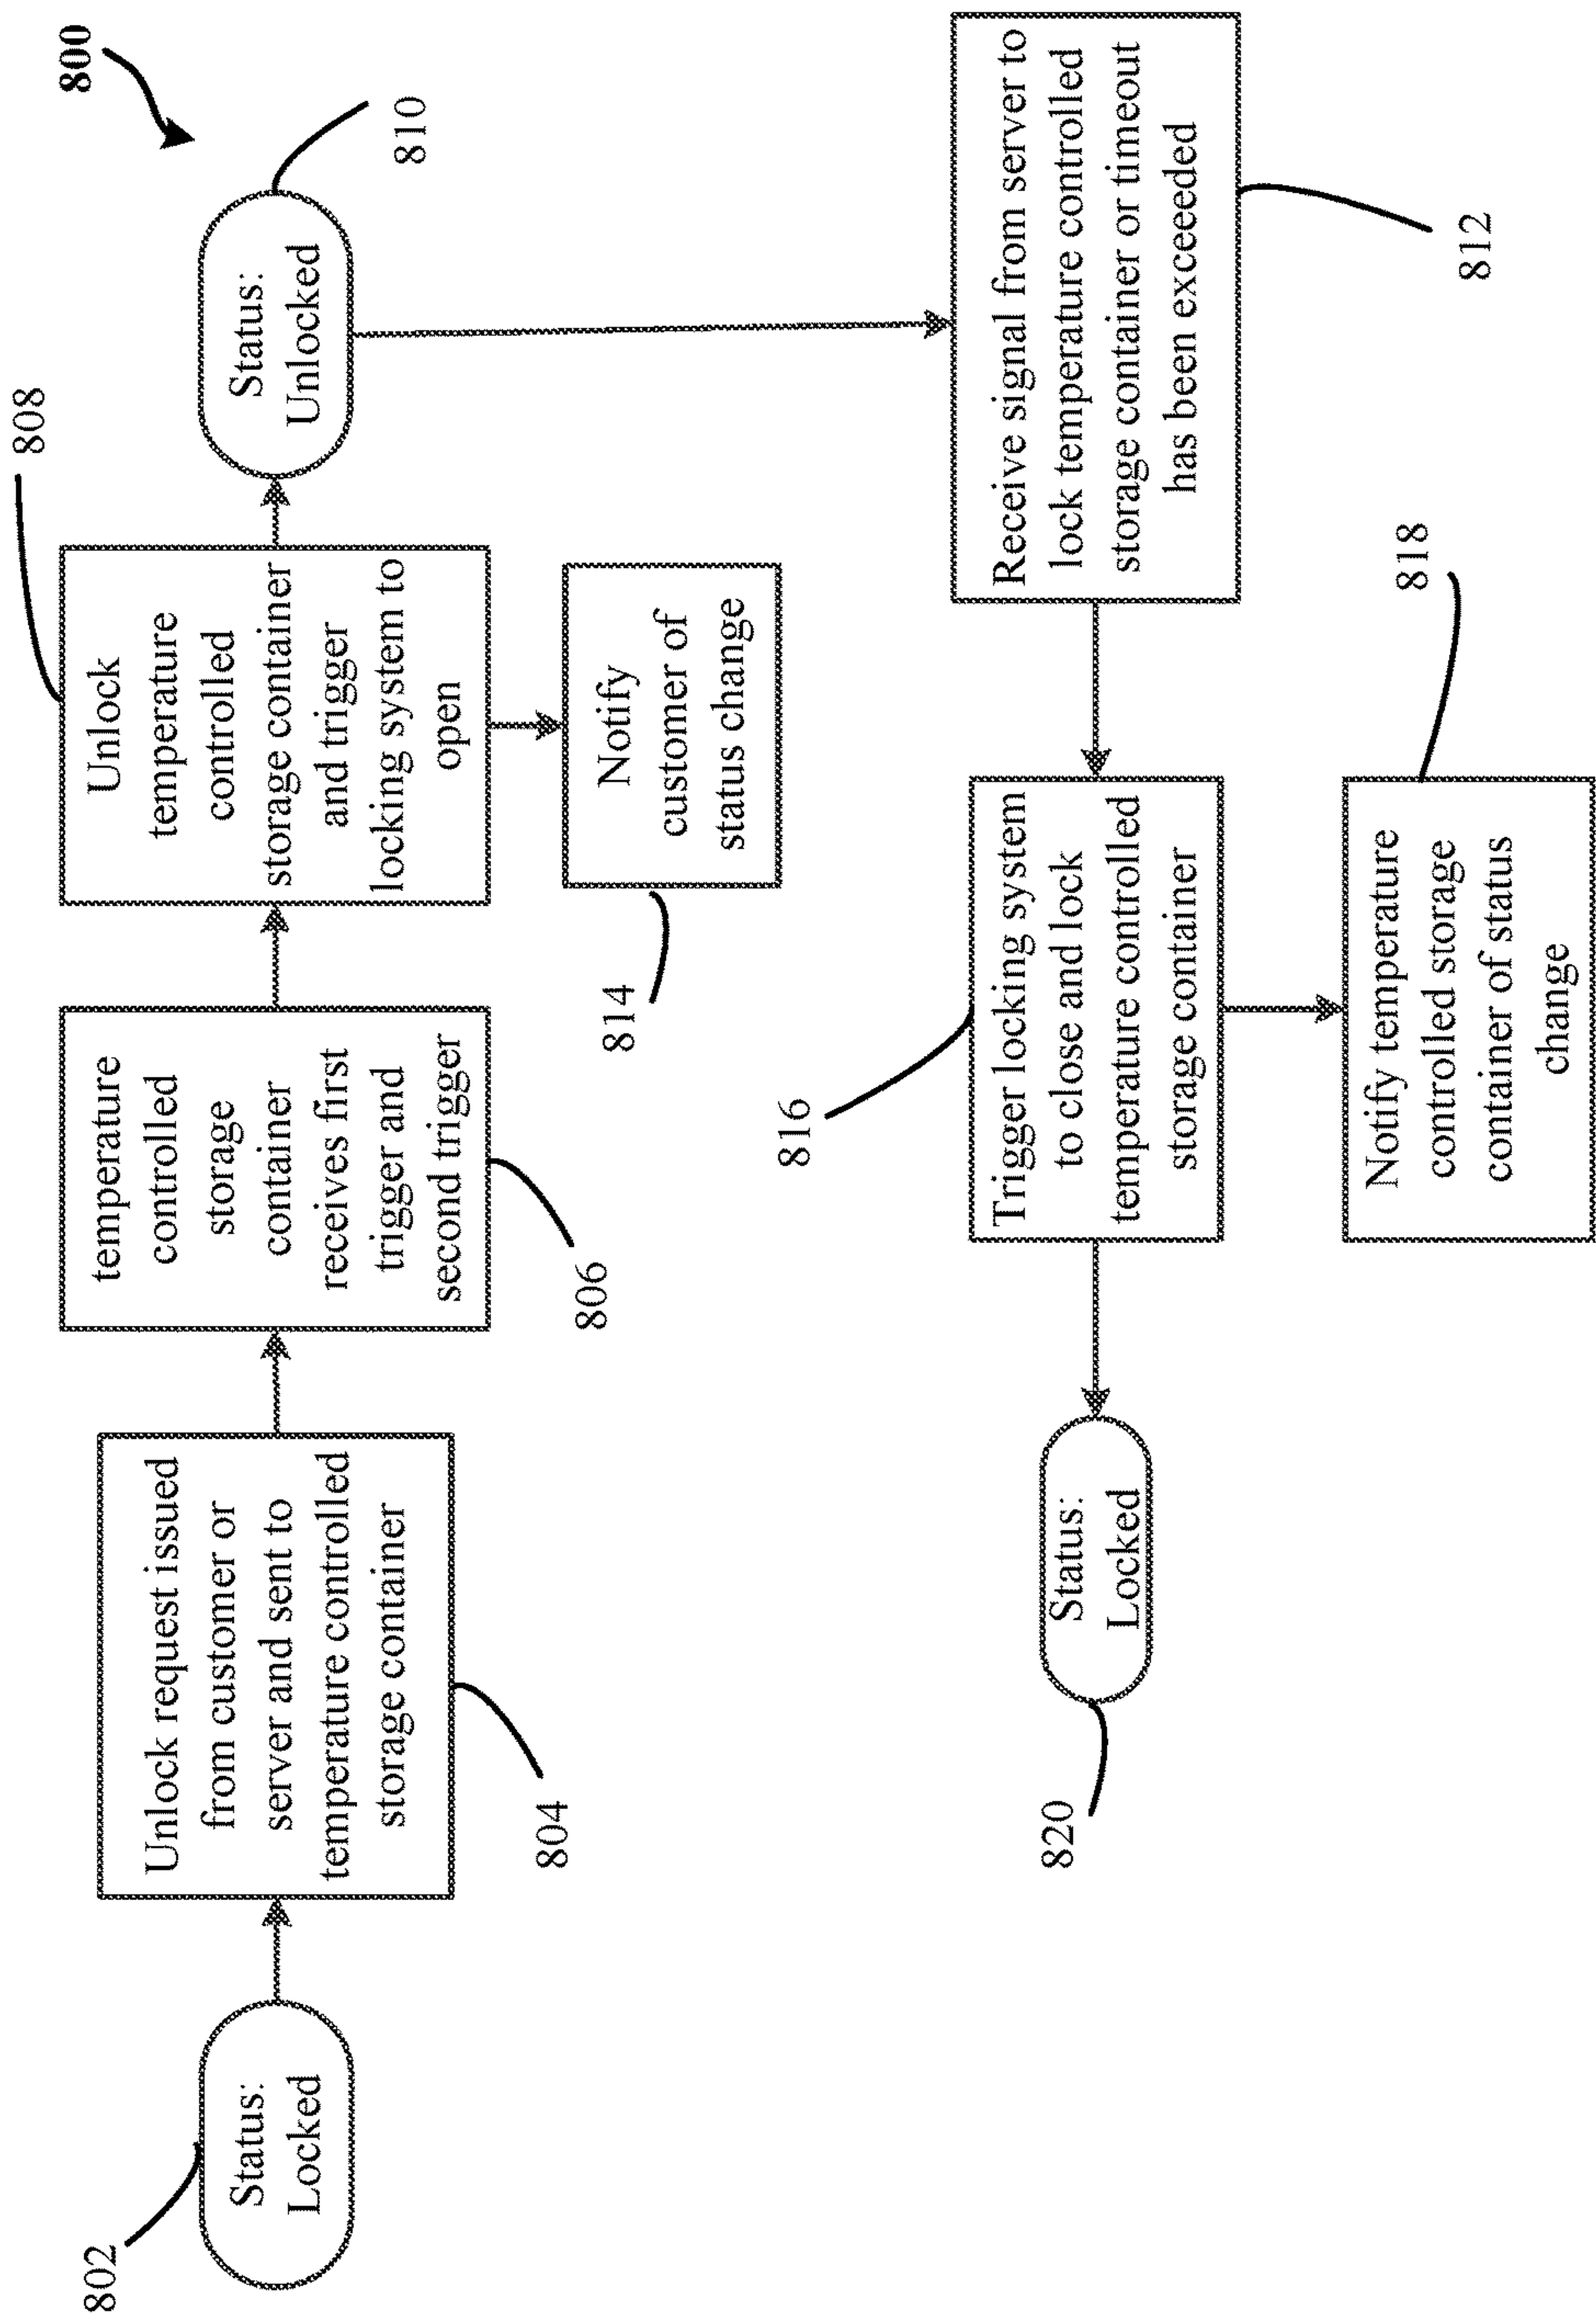 800
802
Status:
Locked
804
Unlock request issued
from customer or
server and sent to
temperature controlled
storage container
806
temperature
controlled
storage
container
receives first
trigger and
second trigger
808
Unlock
temperature
controlled
storage container
and trigger
locking system to
open
810
Status:
Unlocked
814
Notify
customer of
status change
812
Receive signal from server to
lock temperature controlled
storage container or timeout
has been exceeded
816
Trigger locking system
to close and lock
temperature controlled
storage container
818
Notify temperature
controlled storage
container of status
change
820
Status:
Locked